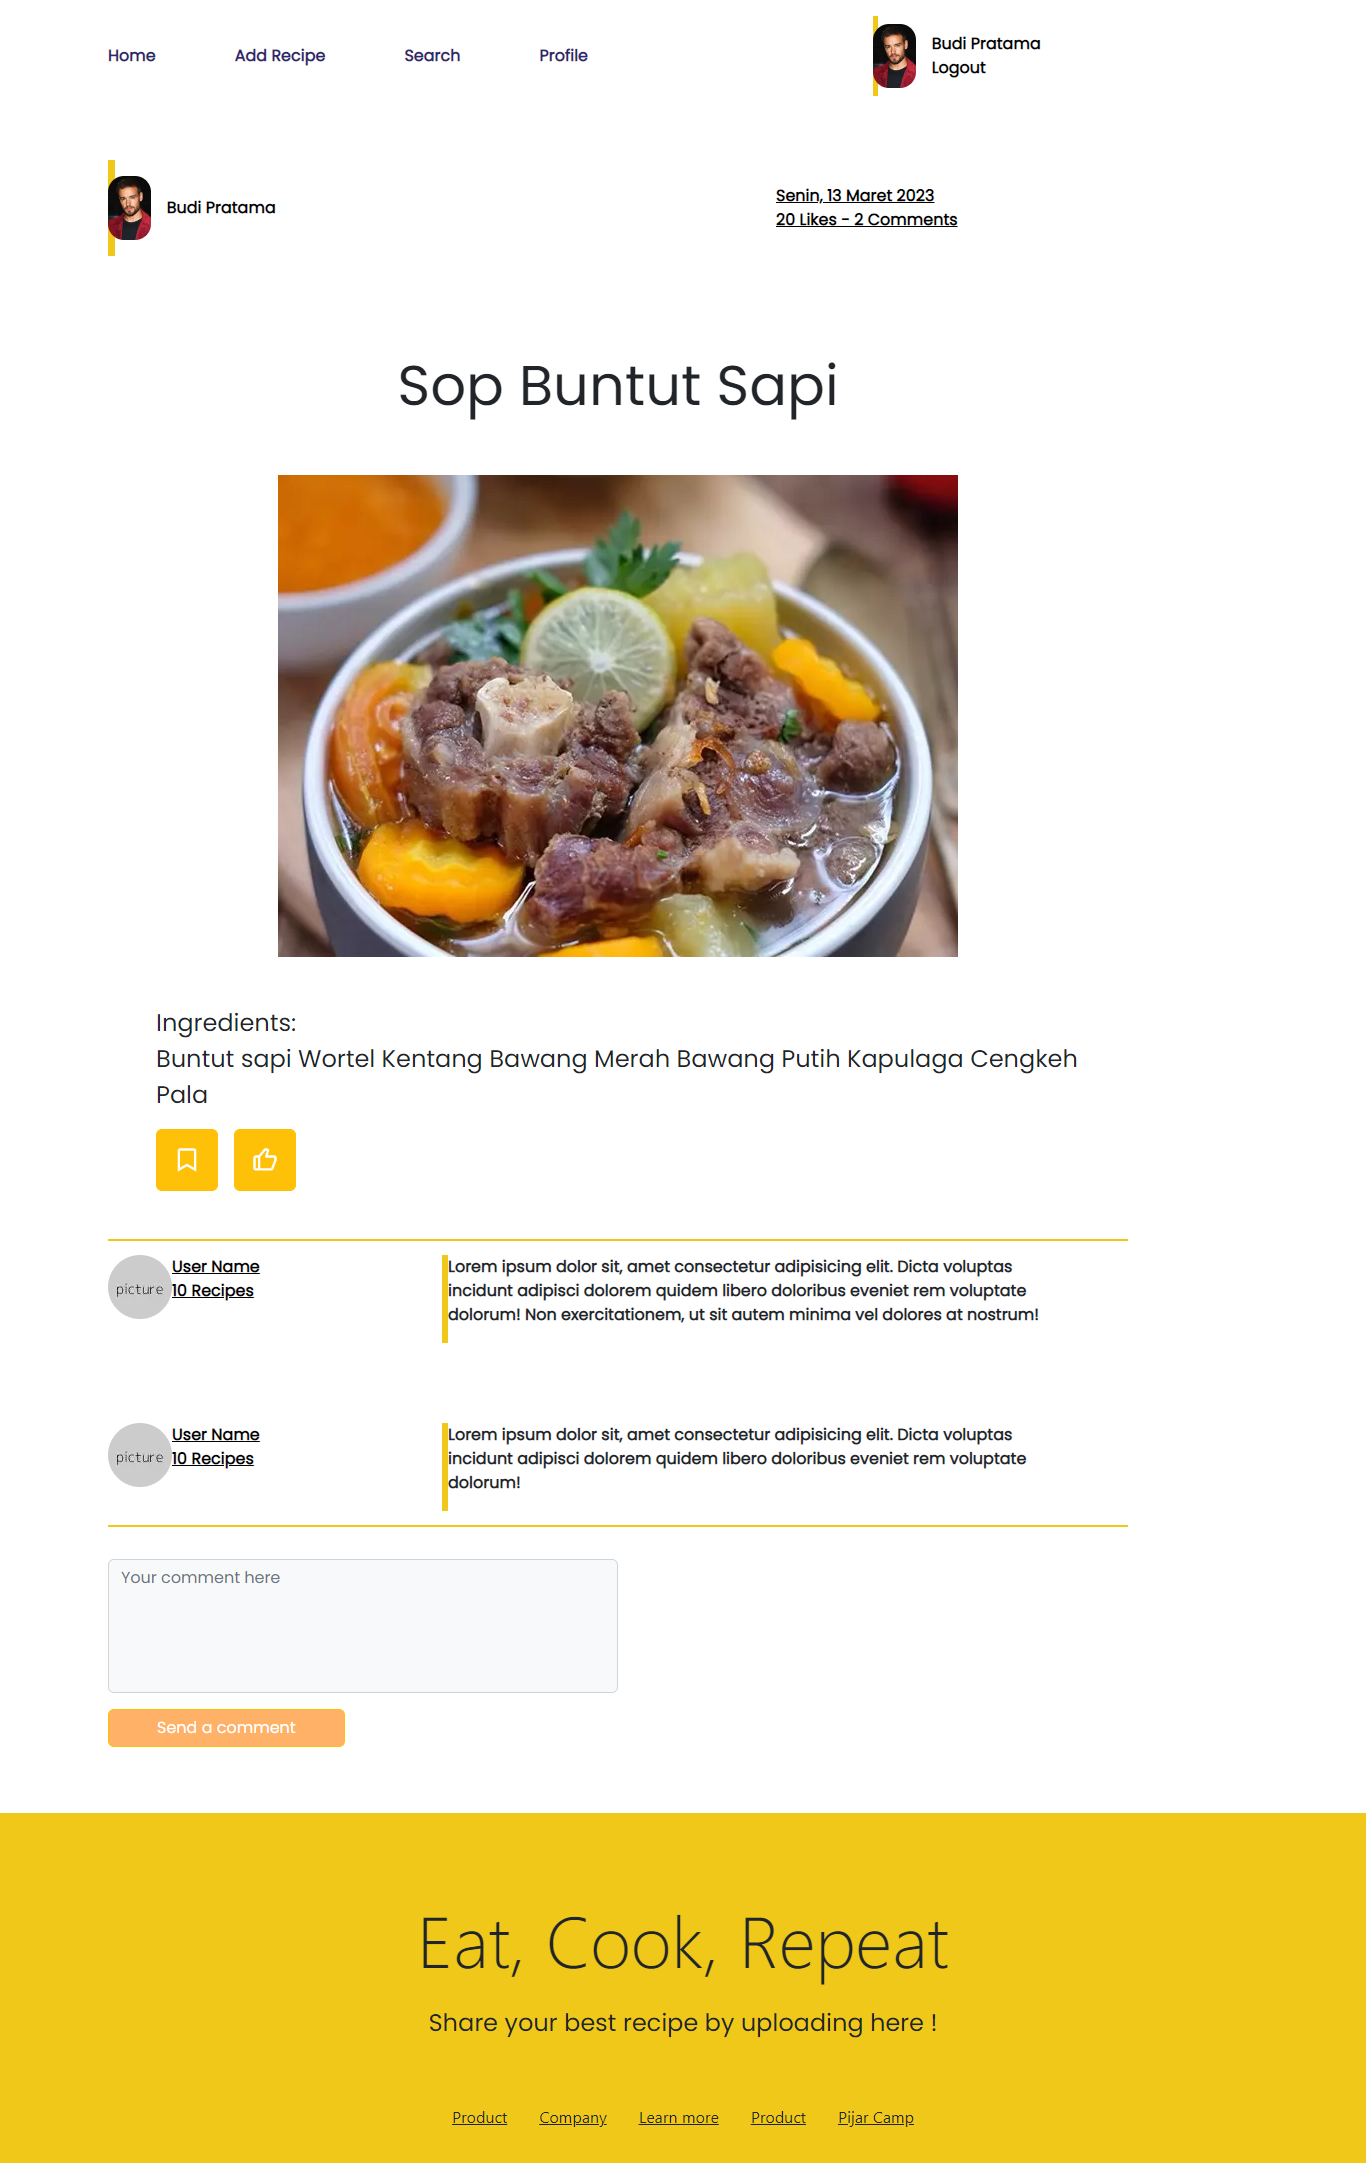 Home Add Recipe Search Profile
Budi Pratama
Logout
Budi Pratama
Senin, 13 Maret 2023
20 Likes - 2 Comments
Sop Buntut Sapi
Ingredients:
Buntut sapi Wortel Kentang Bawang Merah Bawang Putih Kapulaga Cengkeh
Pala
picture
User Name
10 Recipes
Lorem ipsum dolor sit, amet consectetur adipisicing elit. Dicta voluptas
incidunt adipisci dolorem quidem libero doloribus eveniet rem voluptate
dolorum! Non exercitationem, ut sit autem minima vel dolores at nostrum!
picture
User Name
10 Recipes
Lorem ipsum dolor sit, amet consectetur adipisicing elit. Dicta voluptas
incidunt adipisci dolorem quidem libero doloribus eveniet rem voluptate
dolorum!
Your comment here
Send a comment
Eat, Cook, Repeat
Share your best recipe by uploading here !
Product Company Learn more Product Pijar Camp